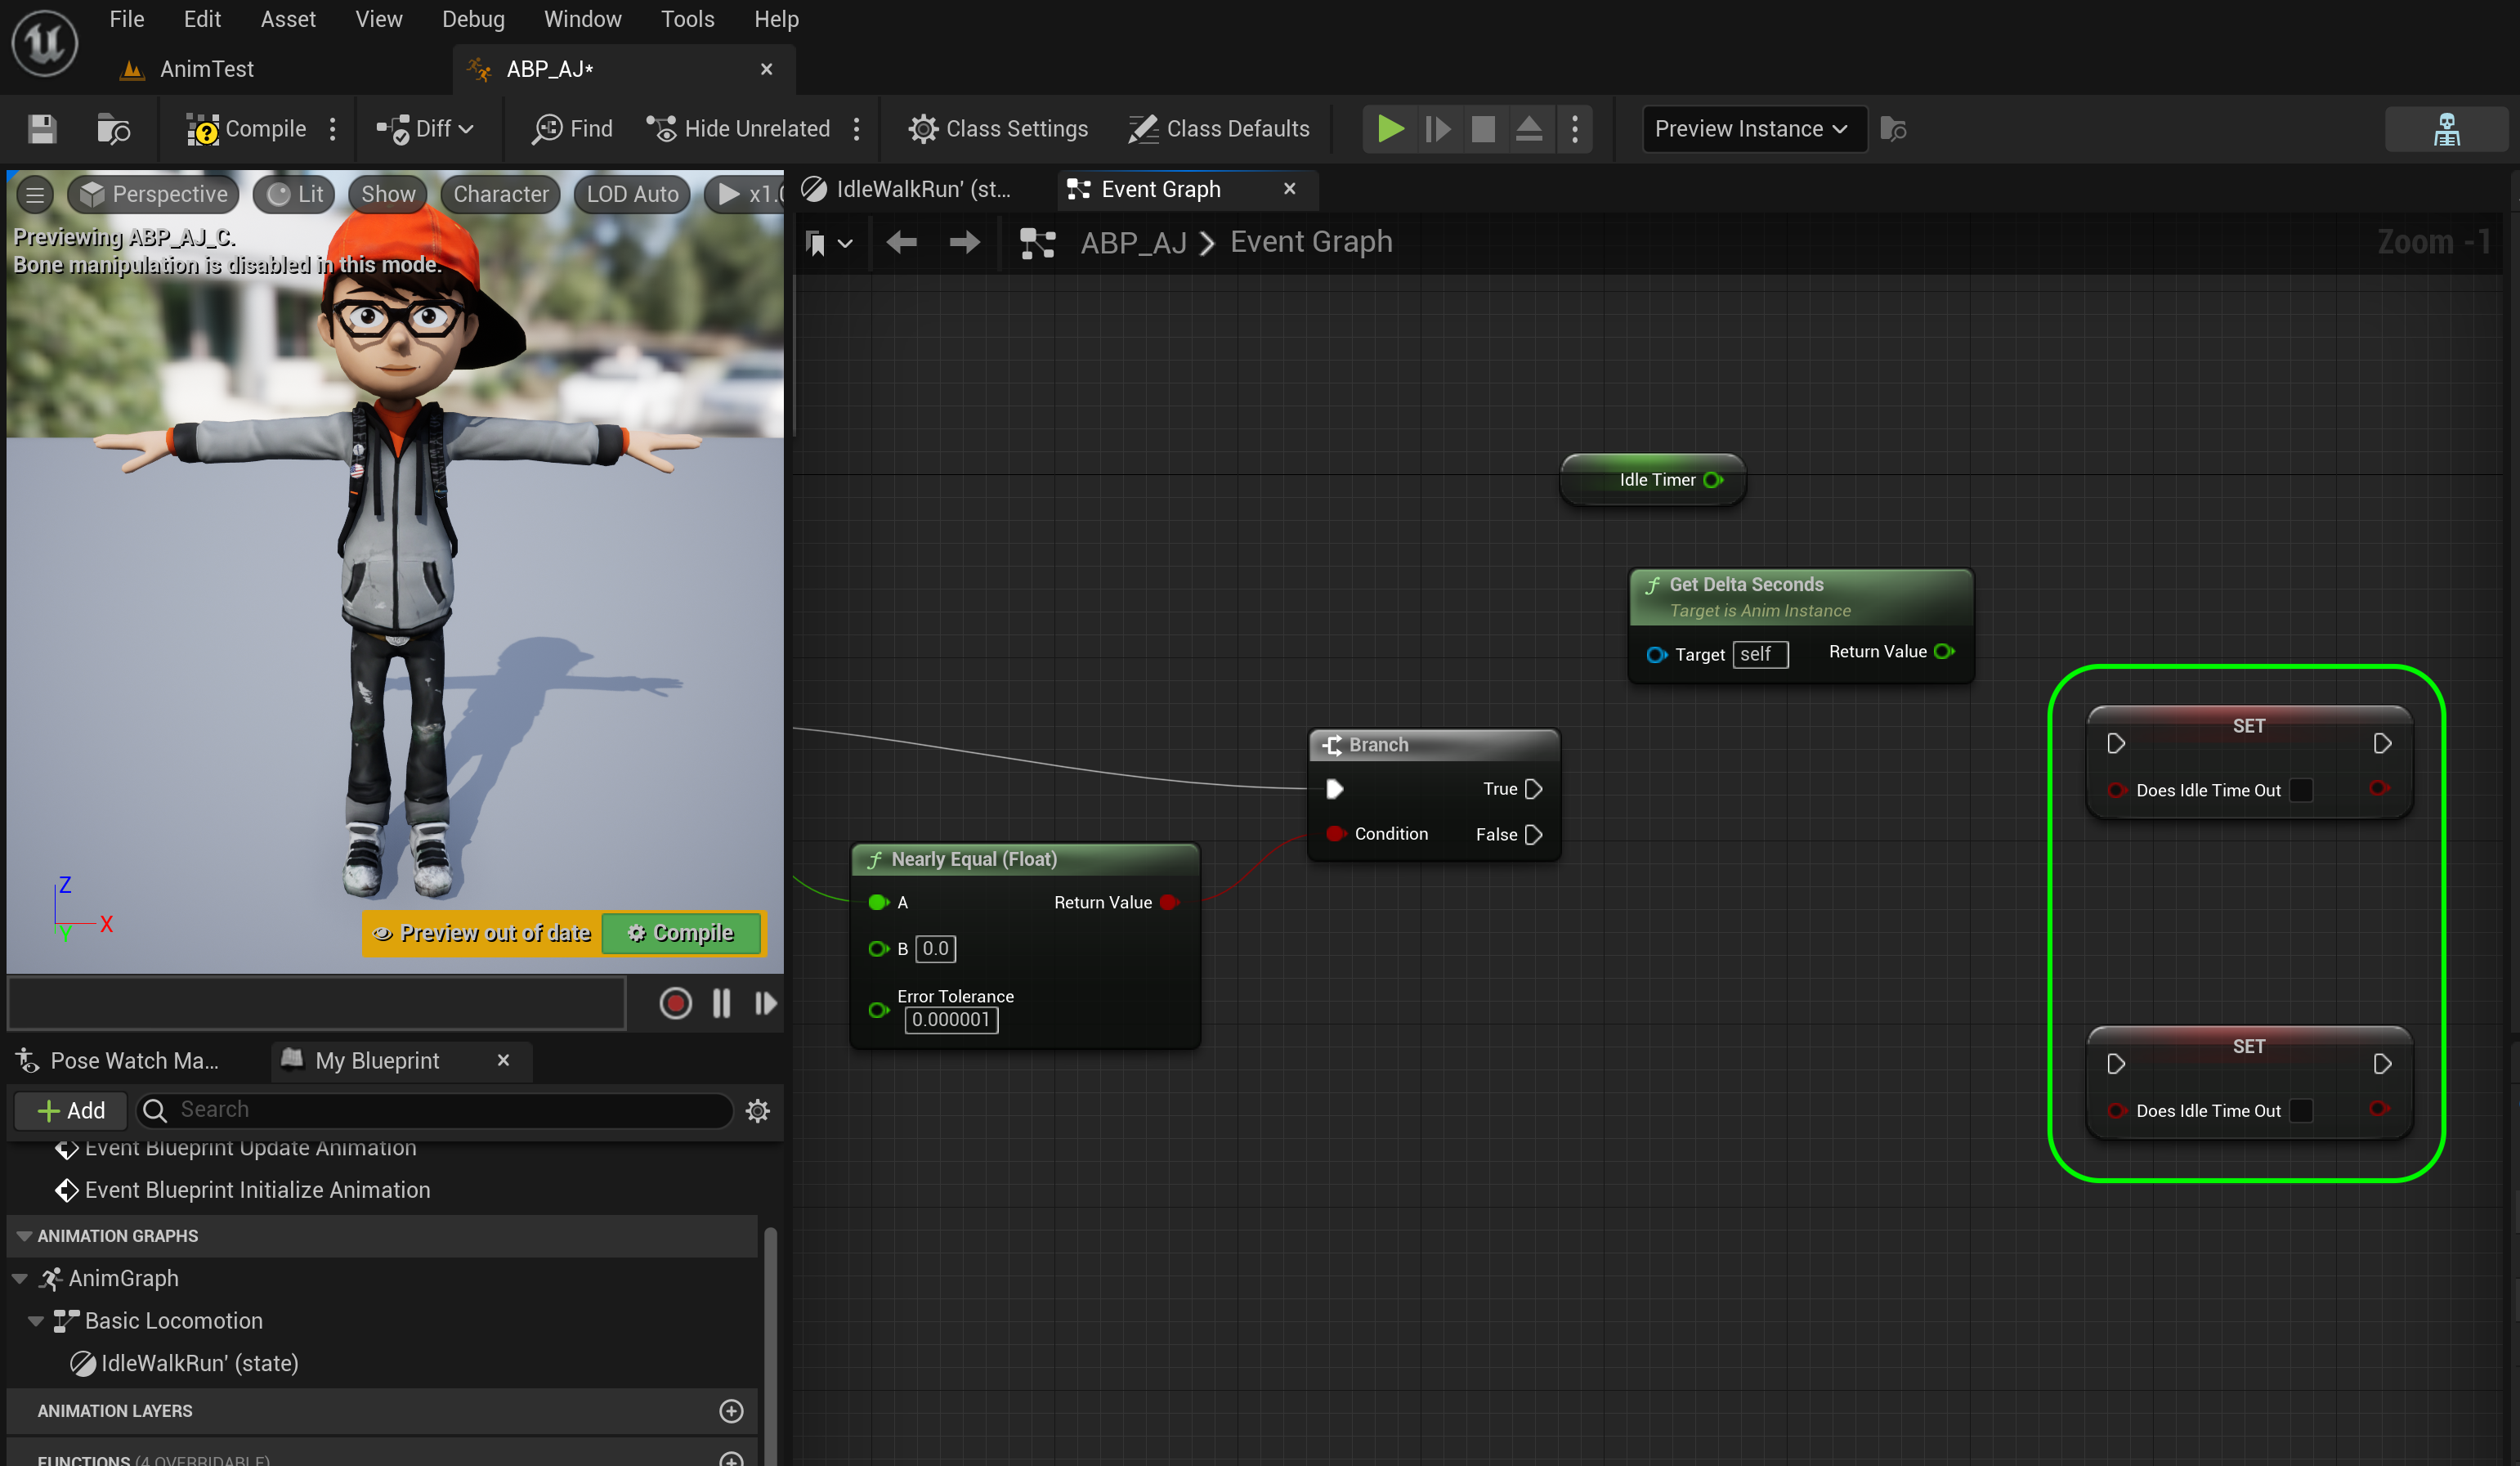 File Edit Asset View Debug Window Tools Help
AnimTest
ABP_AJ*
Compile
Diff
Find
Hide Unrelated
Class Settings
Class Defaults
Preview Instance
Perspective
Lit
Show
Character
LOD Auto
x1.0
Previewing ABP_AJ_C.
Bone manipulation is disabled in this mode.
Z
X
Y
Preview out of date
Compile
IdleWalkRun' (st...
Event Graph
ABP_AJ > Event Graph
Zoom -1
Idle Timer
Get Delta Seconds
Target is Anim Instance
Target self
Return Value
Branch
True
Condition
False
Nearly Equal (Float)
A
Return Value
B 0.0
Error Tolerance
0.000001
SET
Does Idle Time Out
SET
Does Idle Time Out
Pose Watch Ma...
My Blueprint
Add
Search
Event Blueprint Update Animation
Event Blueprint Initialize Animation
ANIMATION GRAPHS
AnimGraph
Basic Locomotion
IdleWalkRun' (state)
ANIMATION LAYERS
FUNCTIONS (4 OVERRIDABLE)